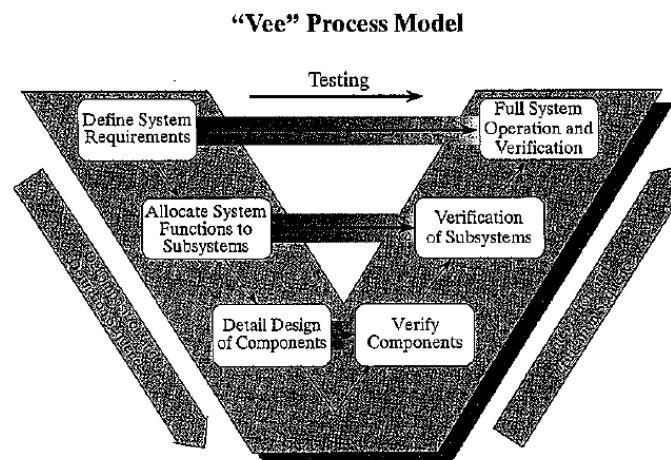 “Vee” Process Model
Testing
Define System
Requirements
Full System
Operation and
Verification
Allocate System
Functions to
Subsystems
Verification
of Subsystems
Detail Design
of Components
Verify
Components